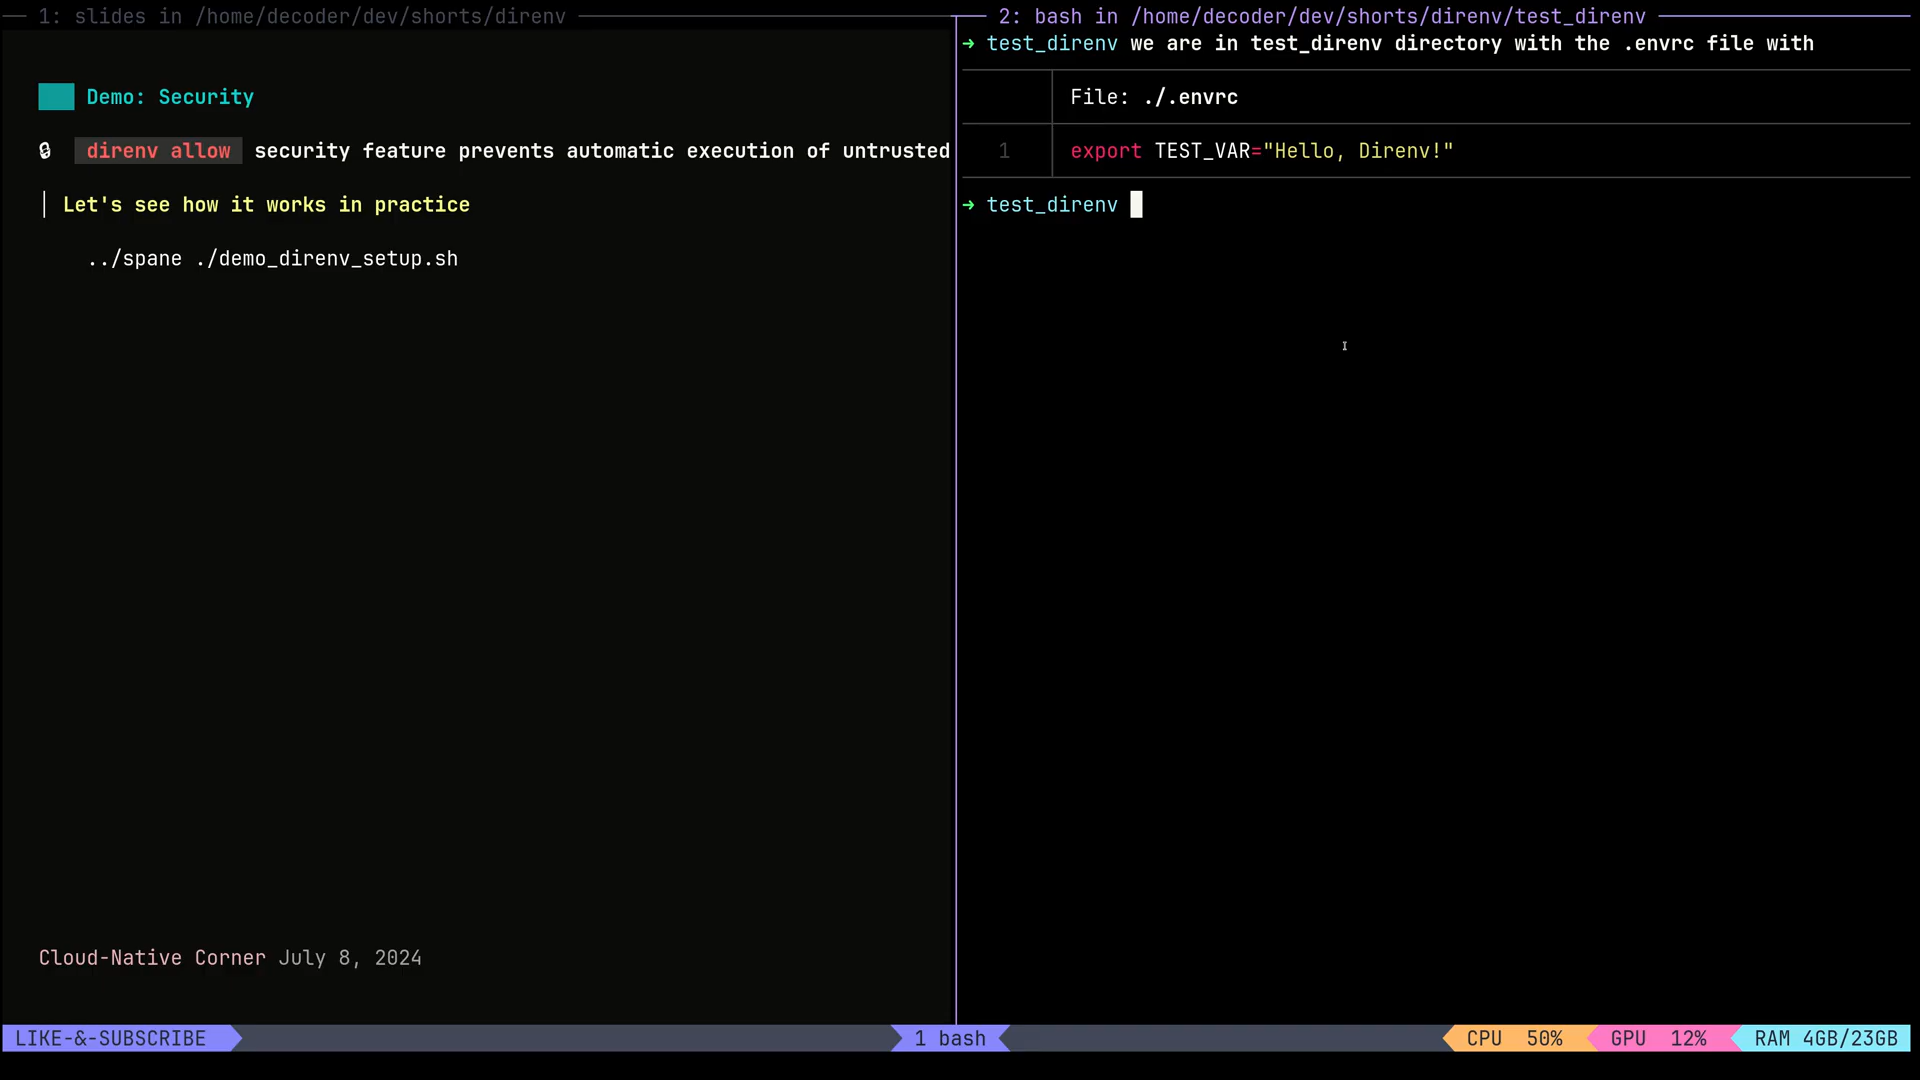 1: slides in /home/decoder/dev/shorts/direnv
Demo: Security
direnv allow security feature prevents automatic execution of untrusted
Let's see how it works in practice
../spane ./demo_direnv_setup.sh
Cloud-Native Corner July 8, 2024
2: bash in /home/decoder/dev/shorts/direnv/test_direnv
→ test_direnv we are in test_direnv directory with the .envrc file with
File: ./.envrc
1 export TEST_VAR="Hello, Direnv!"
→ test_direnv
LIKE-&-SUBSCRIBE
1 bash
CPU 50% GPU 12% RAM 4GB/23GB